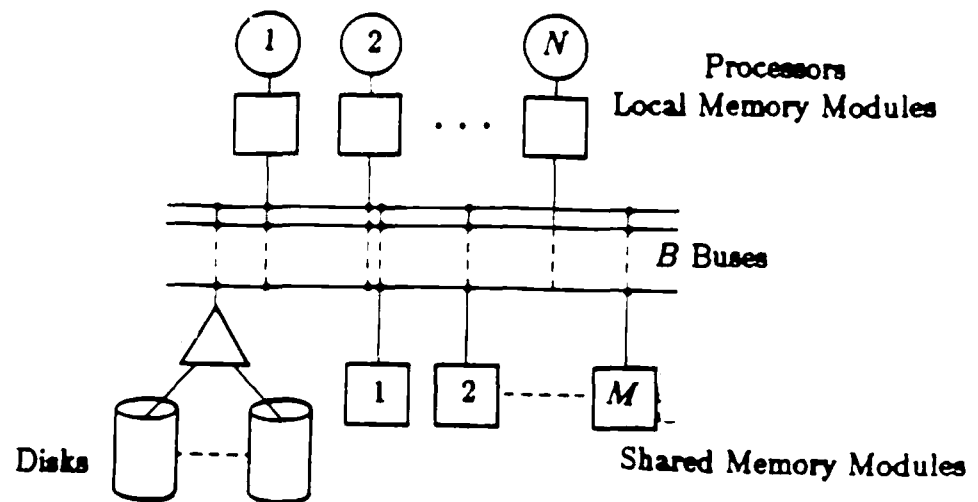 1 2 N
Processors
Local Memory Modules
. . .
B Buses
1 2 M
Disks
Shared Memory Modules